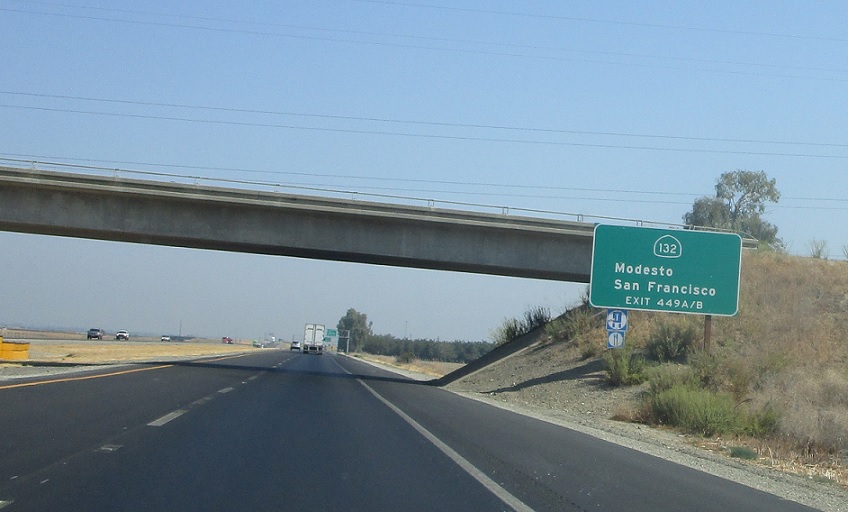 132
Modesto
San Francisco
EXIT 449A/B